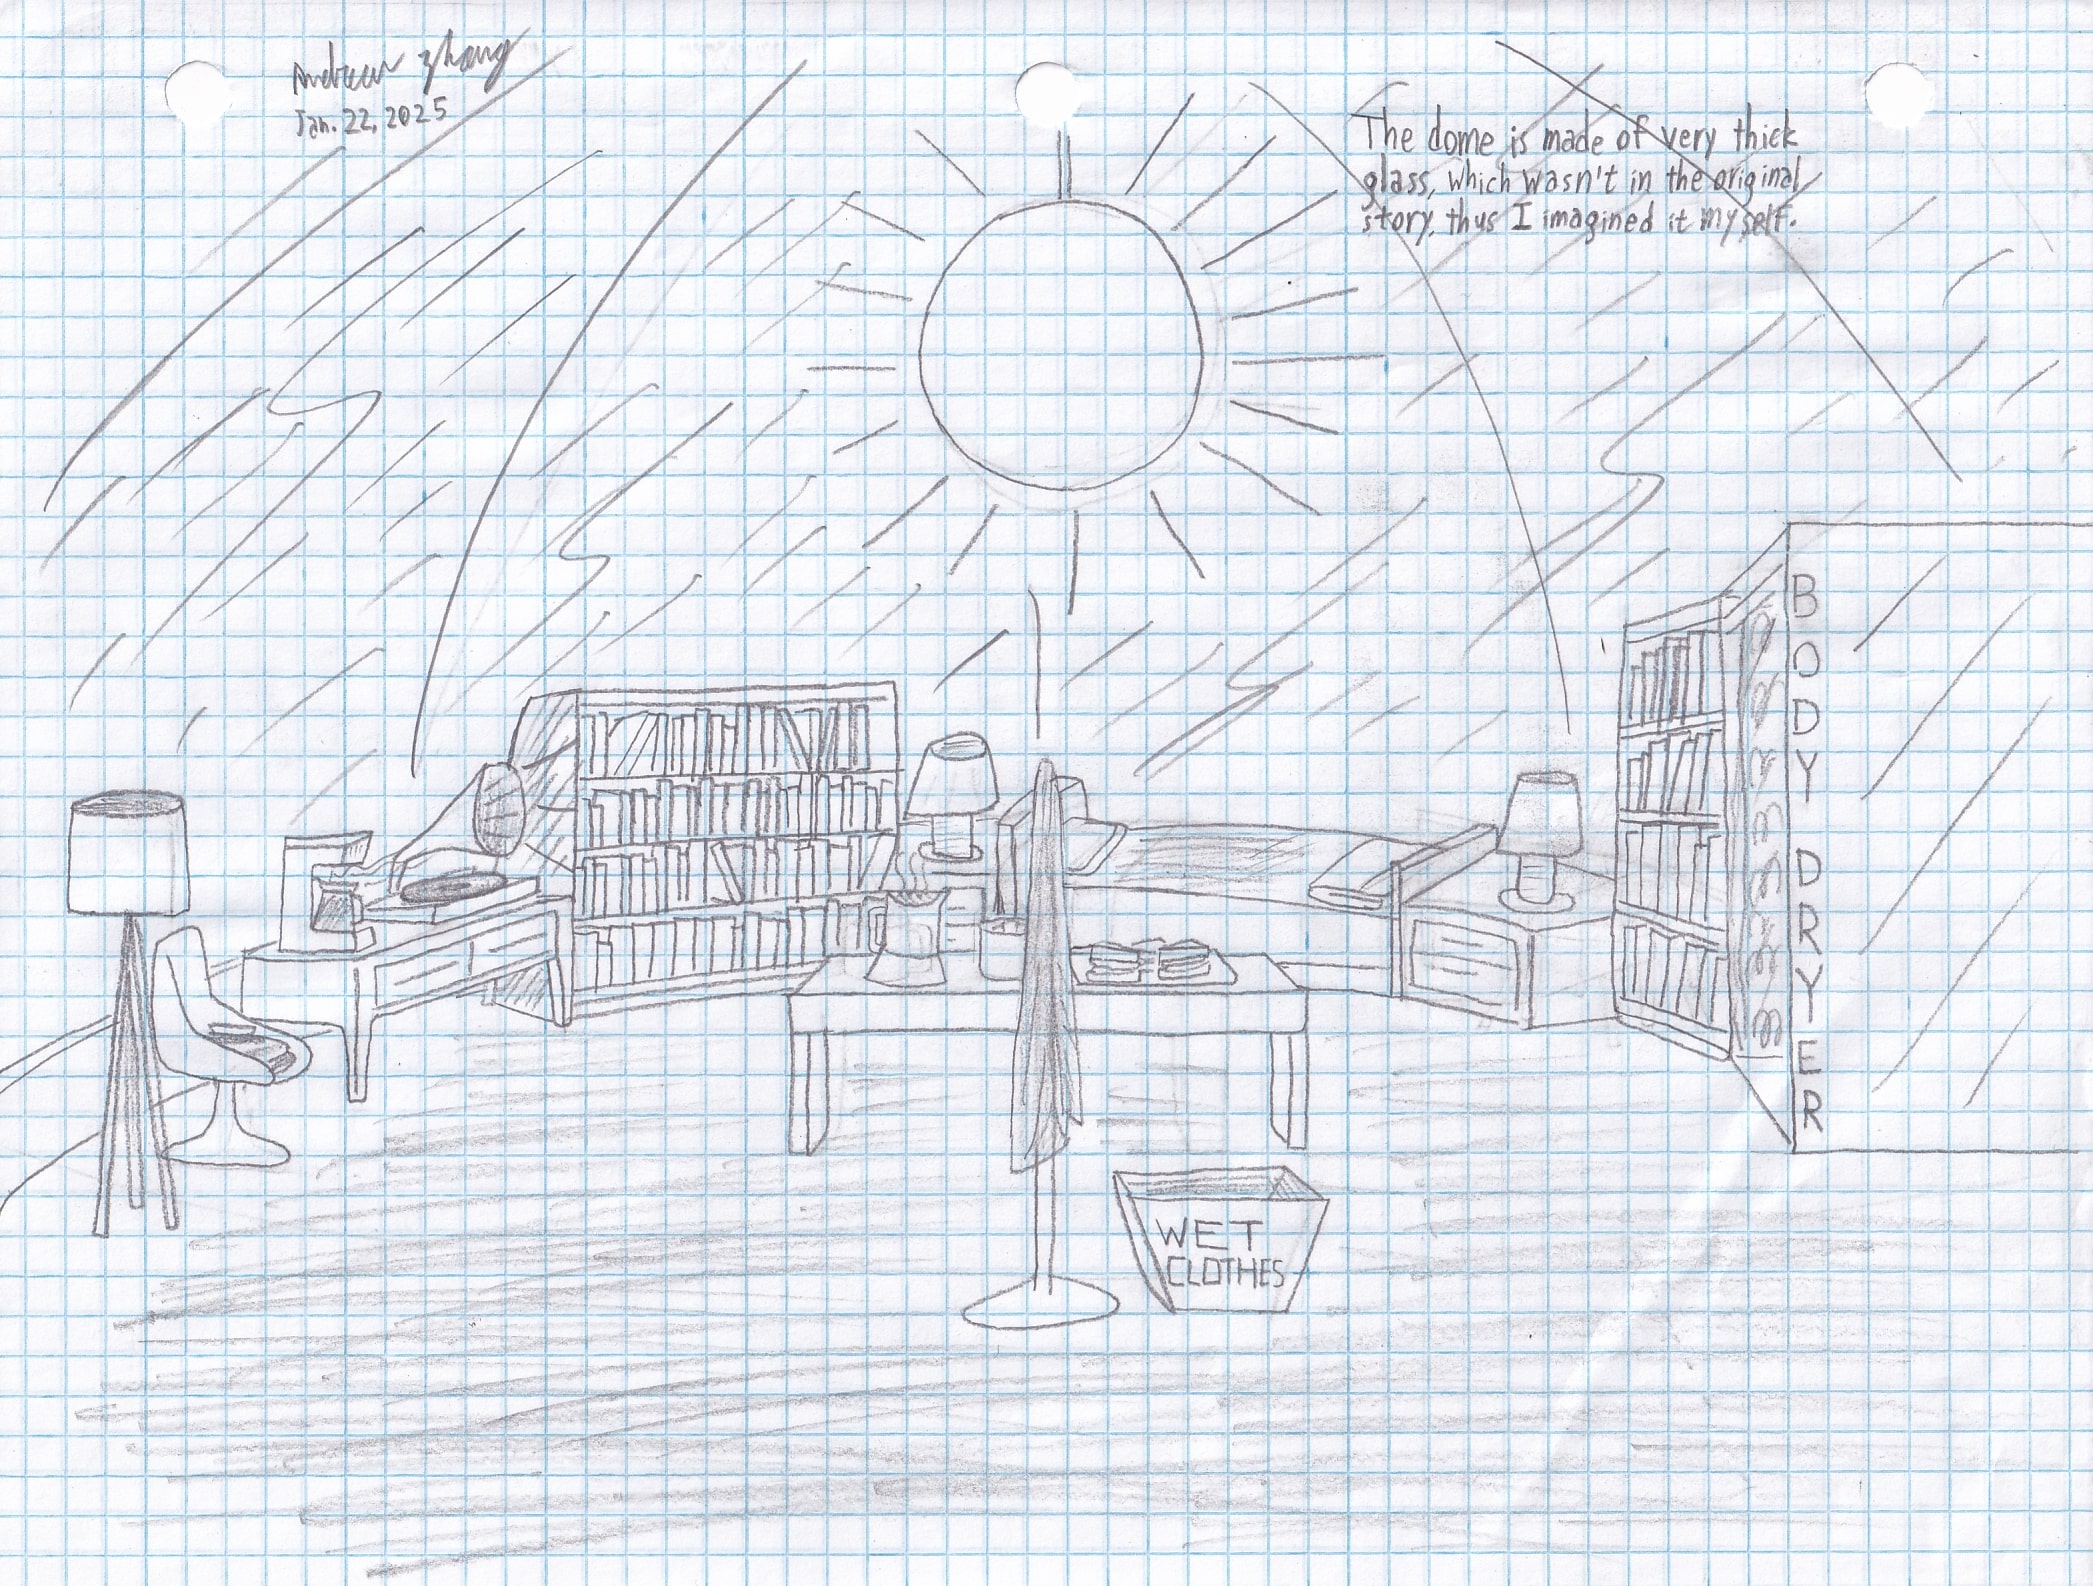 Andrew Zhang
Jan. 22, 2025
The dome is made of very thick
glass, which wasn't in the original
story, thus I imagined it myself.
BODY DRYER
WET
CLOTHES